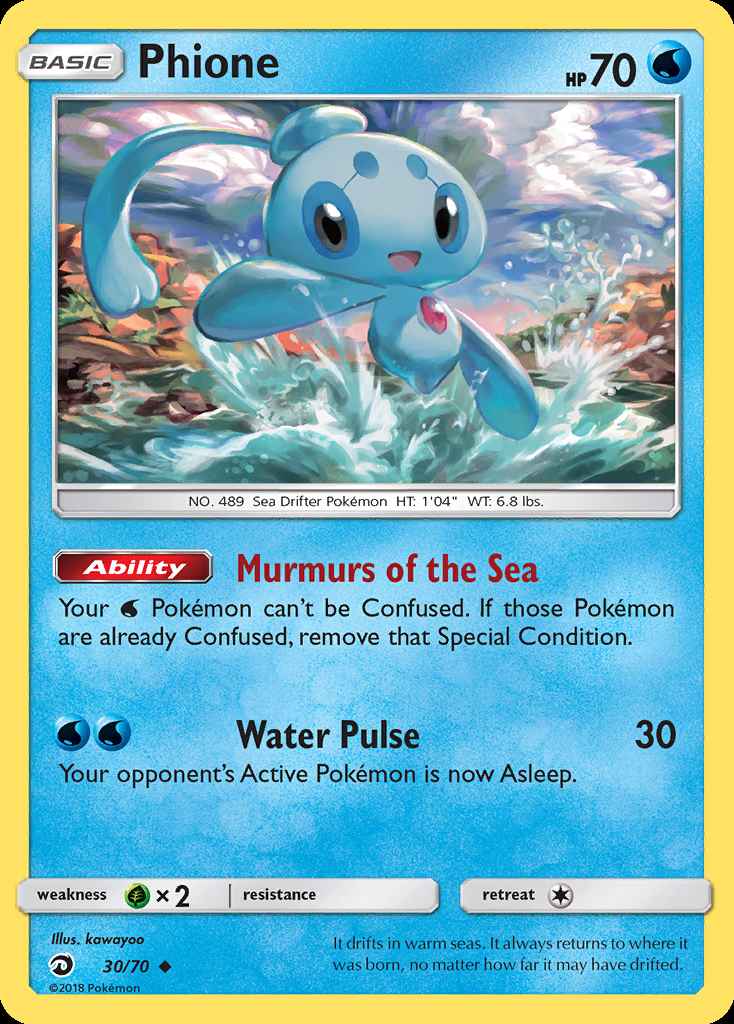 BASIC Phione HP 70
NO. 489 Sea Drifter Pokémon HT: 1'04" WT: 6.8 lbs.
Ability Murmurs of the Sea
Your Pokémon can't be Confused. If those Pokémon
are already Confused, remove that Special Condition.
Water Pulse 30
Your opponent's Active Pokémon is now Asleep.
weakness ×2 resistance retreat
Illus. kawayoo
30/70
©2018 Pokémon
It drifts in warm seas. It always returns to where it
was born, no matter how far it may have drifted.